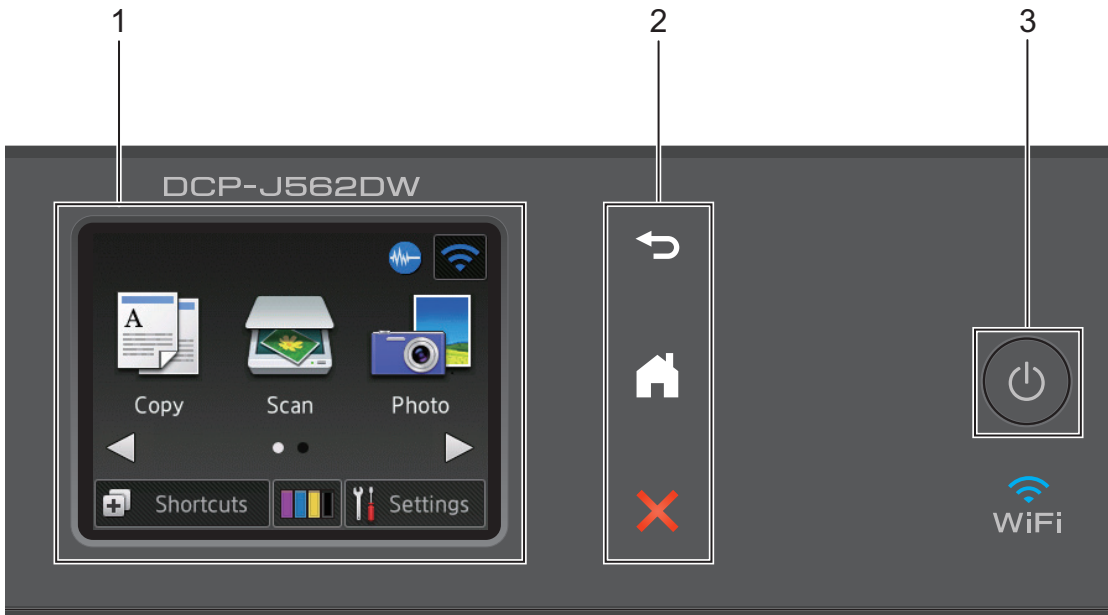 1 2 3
DCP-J562DW
A
Copy Scan Photo
Shortcuts Settings
WiFi